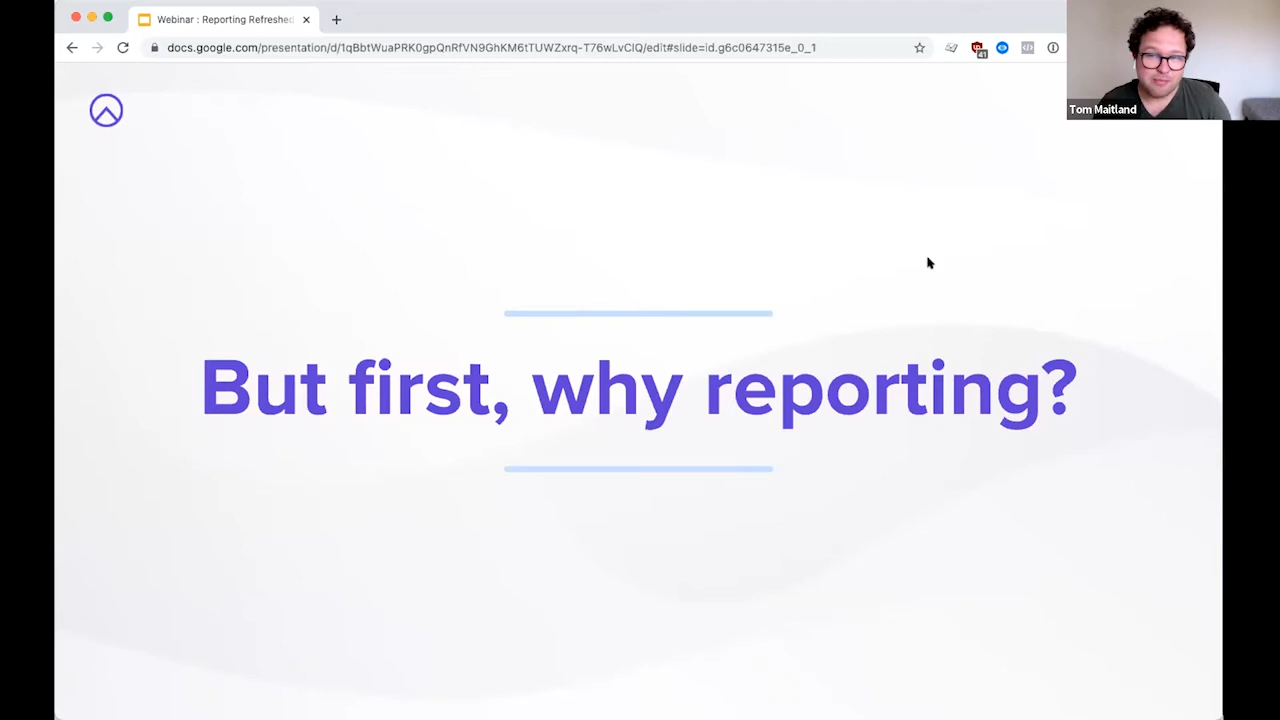 Webinar : Reporting Refreshed
docs.google.com/presentation/d/1qBbtWuaPRK0gpQnRfVN9GhKM6tTUWZxrq-T76wLvClQ/edit#slide=id.g6c0647315e_0_1
41
Tom Maitland
But first, why reporting?